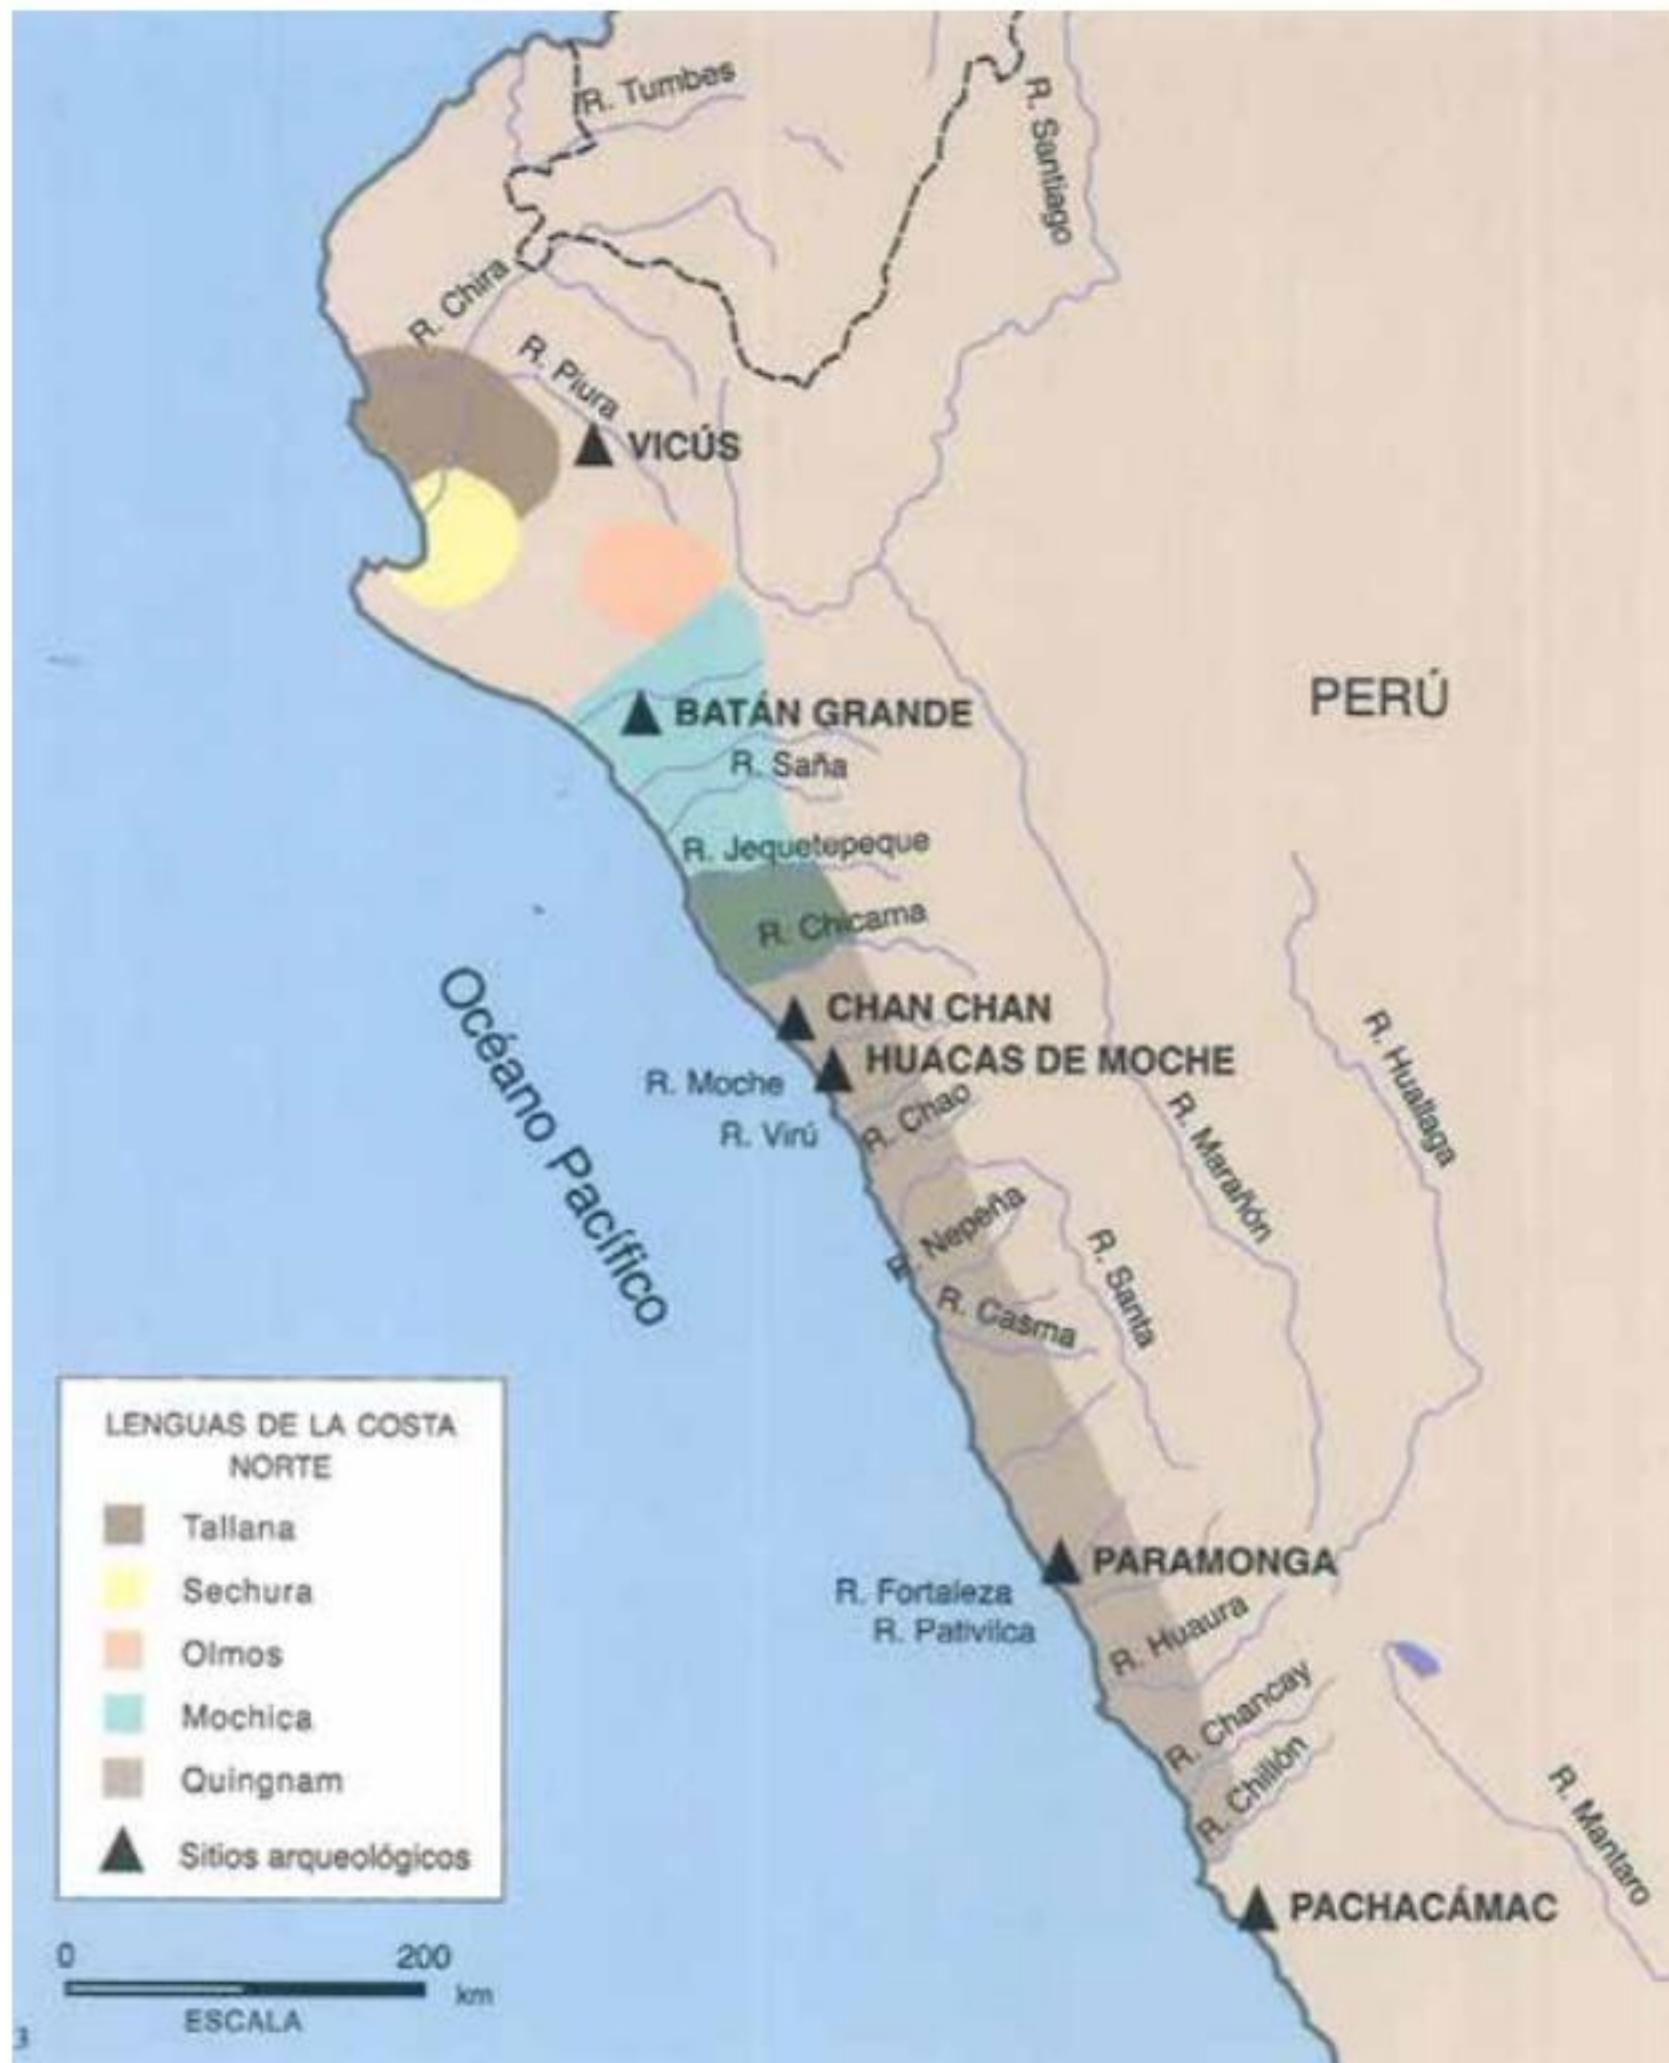 R. Tumbes
R. Santiago
R. Chira
R. Piura
VICÚS
PERÚ
BATÁN GRANDE
R. Saña
R. Jequetepeque
R. Chicama
Océano Pacífico
CHAN CHAN
HUACAS DE MOCHE
R. Moche
R. Chao
R. Virú
R. Marañón
R. Huallaga
R. Nepeña
R. Santa
R. Casma
LENGUAS DE LA COSTA
NORTE
Tallana
Sechura
Olmos
Mochica
Quingnam
Sitios arqueológicos
PARAMONGA
R. Fortaleza
R. Pativilca
R. Huaura
R. Chancay
R. Chillón
R. Mantaro
PACHACÁMAC
0 200
km
ESCALA
3